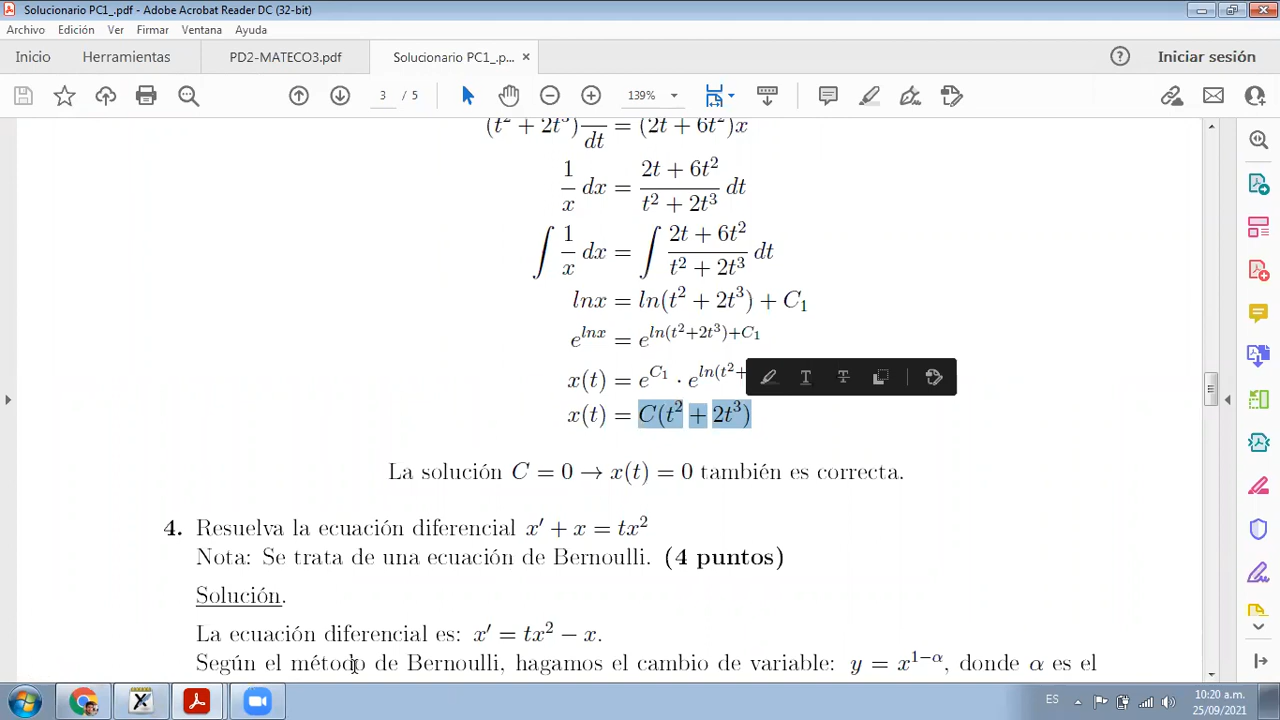 Solucionario PC1_.pdf - Adobe Acrobat Reader DC (32-bit)
Archivo Edición Ver Firmar Ventana Ayuda
Inicio Herramientas PD2-MATECO3.pdf Solucionario PC1_.p... × Iniciar sesión
3 / 5 139%
(t² + 2t³) /dt = (2t + 6t²)x
1/x dx = (2t + 6t²)/(t² + 2t³) dt
∫ 1/x dx = ∫ (2t + 6t²)/(t² + 2t³) dt
lnx = ln(t² + 2t³) + C₁
e^{lnx} = e^{ln(t²+2t³)+C₁}
x(t) = e^{C₁} · e^{ln(t²+
x(t) = C(t² + 2t³)
La solución C = 0 → x(t) = 0 también es correcta.
4. Resuelva la ecuación diferencial x′ + x = tx²
Nota: Se trata de una ecuación de Bernoulli. (4 puntos)
Solución.
La ecuación diferencial es: x′ = tx² − x.
Según el método de Bernoulli, hagamos el cambio de variable: y = x^{1−α}, donde α es el
ES 10:20 a.m.
25/09/2021